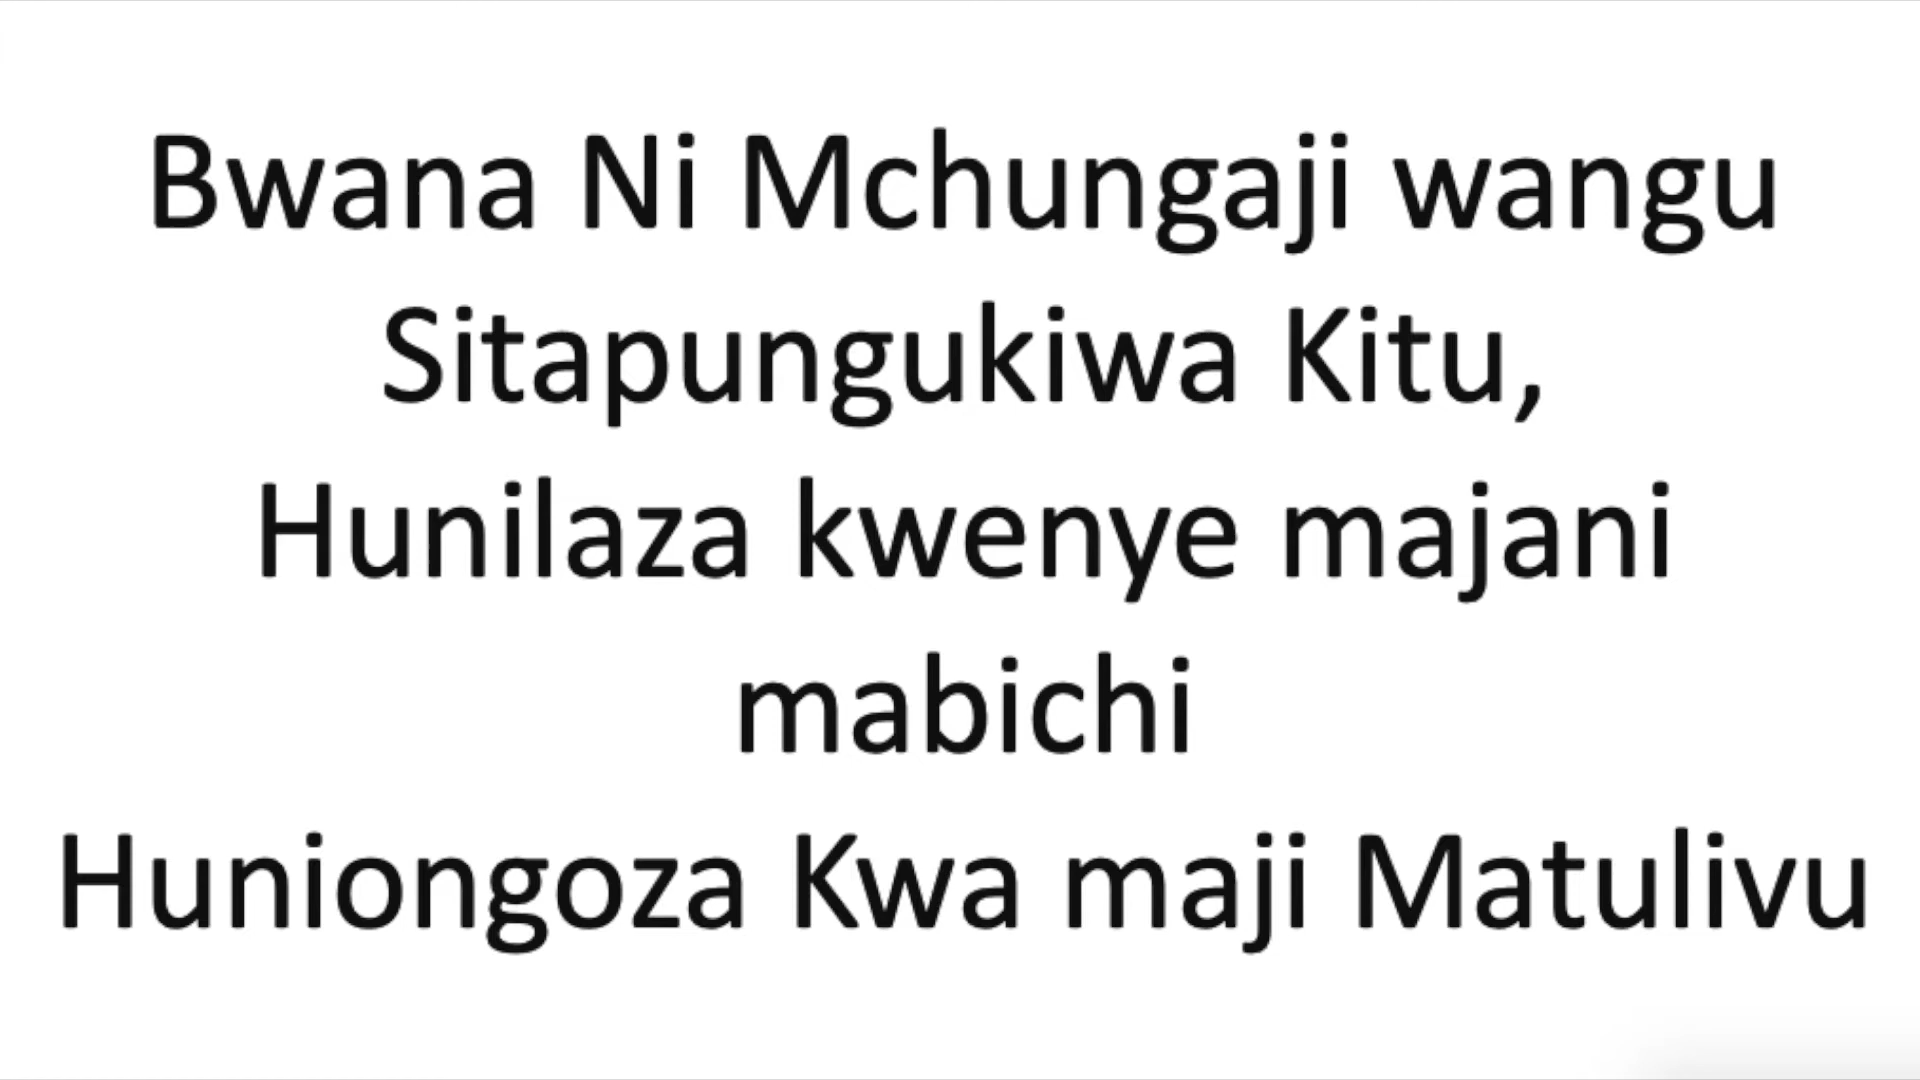 Bwana Ni Mchungaji wangu
Sitapungukiwa Kitu,
Hunilaza kwenye majani
mabichi
Huniongoza Kwa maji Matulivu